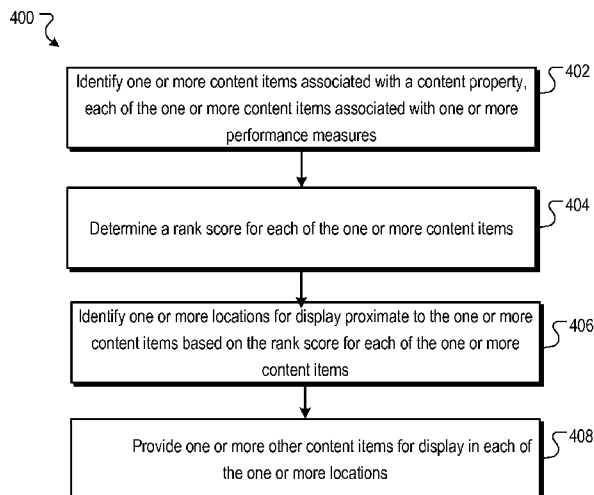 400
Identify one or more content items associated with a content property,
each of the one or more content items associated with one or more
performance measures
402
Determine a rank score for each of the one or more content items
404
Identify one or more locations for display proximate to the one or more
content items based on the rank score for each of the one or more
content items
406
Provide one or more other content items for display in each of
the one or more locations
408